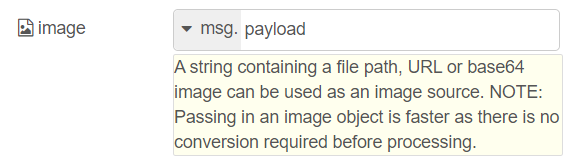 image
msg. payload
A string containing a file path, URL or base64
image can be used as an image source. NOTE:
Passing in an image object is faster as there is no
conversion required before processing.